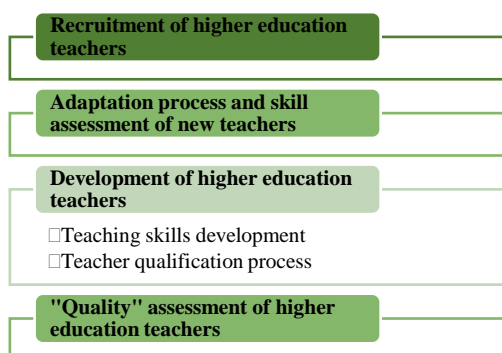 Recruitment of higher education
teachers
Adaptation process and skill
assessment of new teachers
Development of higher education
teachers
□Teaching skills development
□Teacher qualification process
"Quality" assessment of higher
education teachers